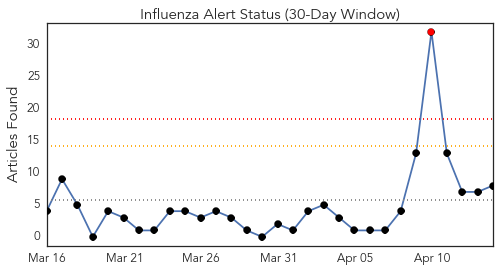 Influenza Alert Status (30-Day Window)
Articles Found
30
25
20
15
10
5
0
Mar 16 Mar 21 Mar 26 Mar 31 Apr 05 Apr 10